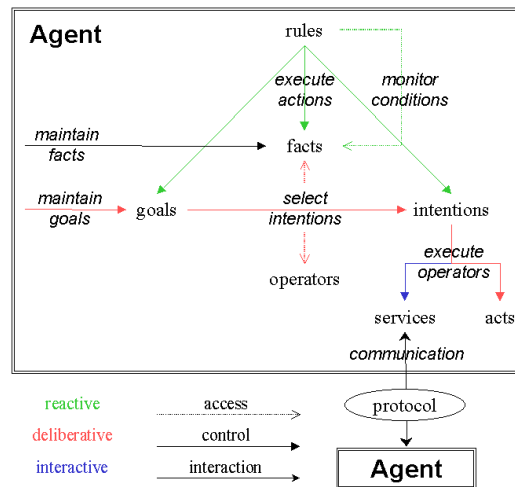 Agent
rules
execute
actions
monitor
conditions
maintain
facts
facts
maintain
goals
goals
select
intentions
intentions
operators
execute
operators
services
acts
communication
reactive
access
protocol
deliberative
control
interactive
interaction
Agent